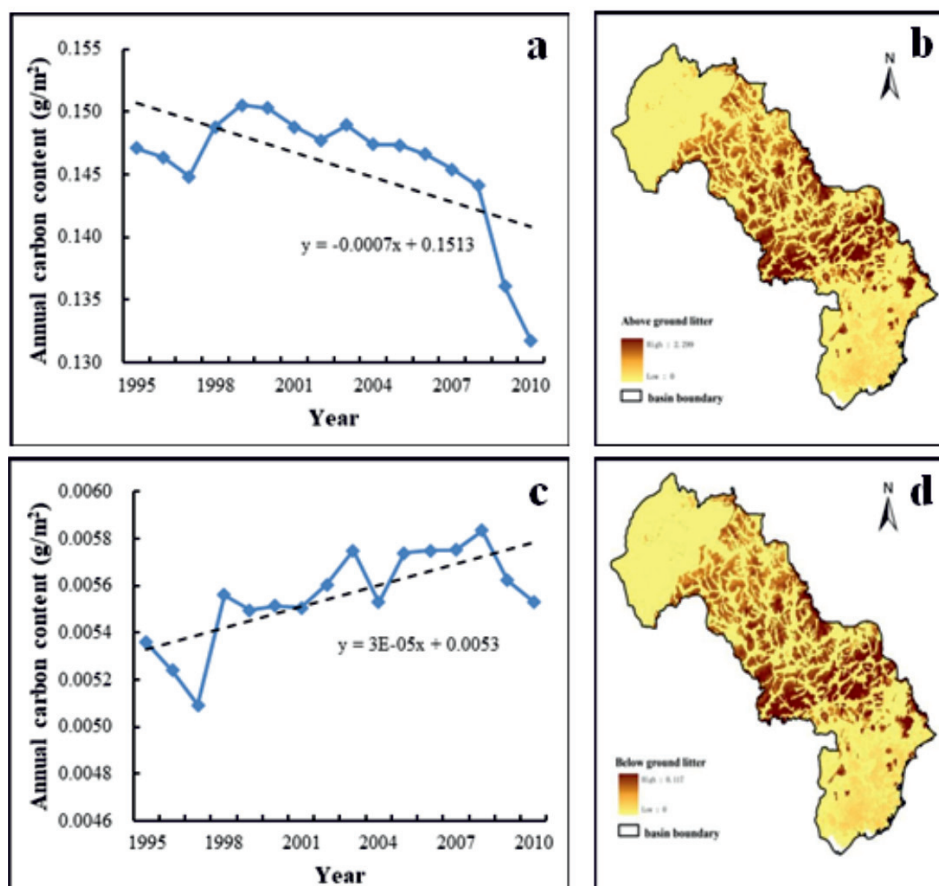 a
Annual carbon content (g/m²)
0.155
0.150
0.145
0.140
0.135
0.130
y = -0.0007x + 0.1513
1995 1998 2001 2004 2007 2010
Year
b
N
Above ground litter
High : 2.299
Low : 0
basin boundary
c
Annual carbon content (g/m²)
0.0060
0.0058
0.0056
0.0054
0.0052
0.0050
0.0048
0.0046
y = 3E-05x + 0.0053
1995 1998 2001 2004 2007 2010
Year
d
N
Below ground litter
High : 0.117
Low : 0
basin boundary